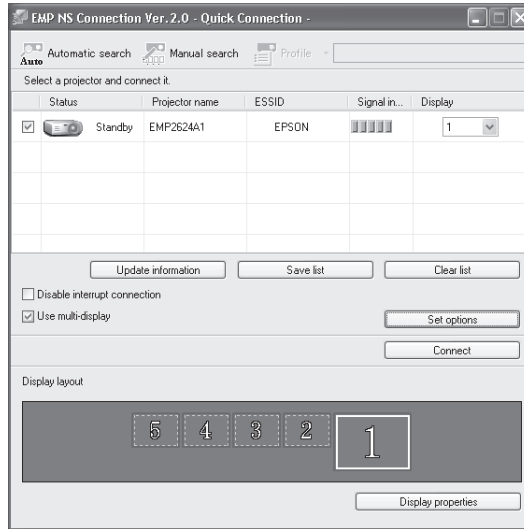 EMP NS Connection Ver. 2.0 - Quick Connection -
Auto Automatic search Manual search Profile
Select a projector and connect it.
Status Projector name ESSID Signal in... Display
Standby EMP2624A1 EPSON 1
Update information Save list Clear list
Disable interrupt connection
Use multi-display Set options
Connect
Display layout
5 4 3 2 1
Display properties